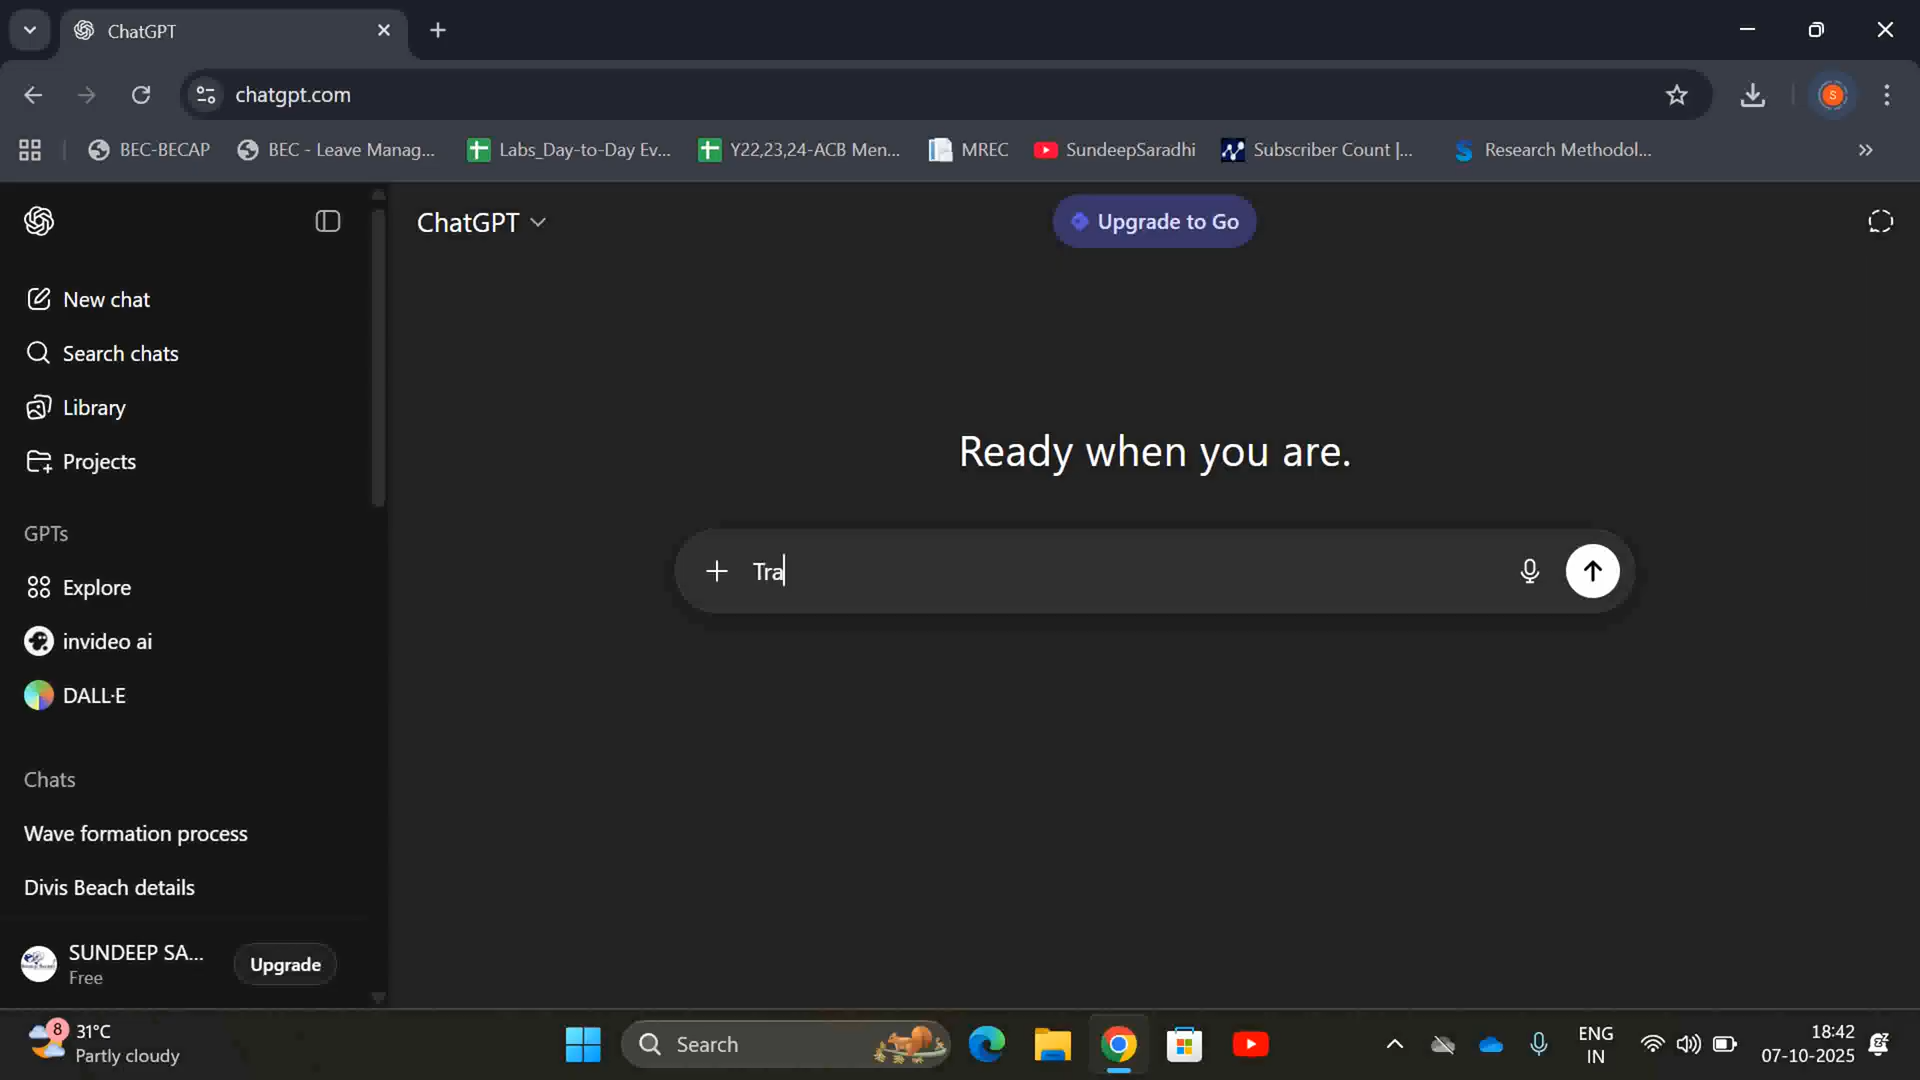 ChatGPT
chatgpt.com
BEC-BECAP
BEC - Leave Manag...
Labs_Day-to-Day Ev...
Y22,23,24-ACB Men...
MREC
SundeepSaradhi
Subscriber Count |...
Research Methodol...
ChatGPT
Upgrade to Go
New chat
Search chats
Library
Projects
GPTs
Explore
invideo ai
DALL·E
Chats
Wave formation process
Divis Beach details
SUNDEEP SA...
Free
Upgrade
Ready when you are.
Tra
S
8
31°C
Partly cloudy
Search
ENG
IN
18:42
07-10-2025